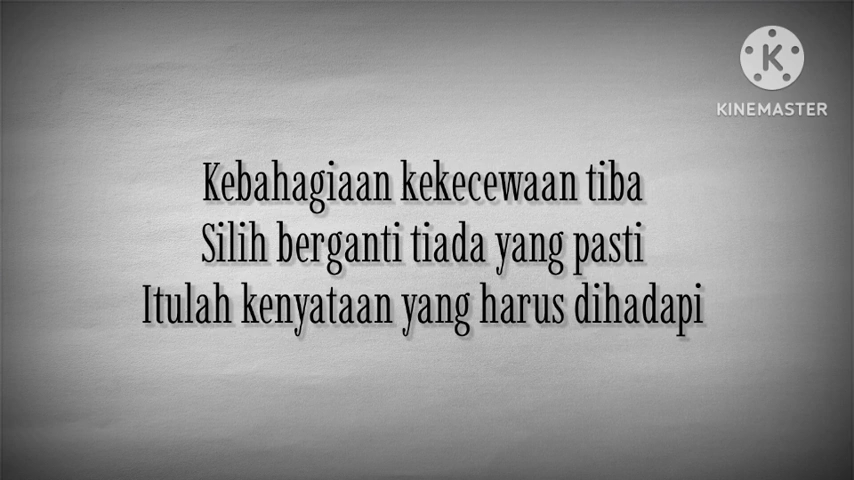 KINEMASTER
Kebahagiaan kekecewaan tiba
Silih berganti tiada yang pasti
Itulah kenyataan yang harus dihadapi